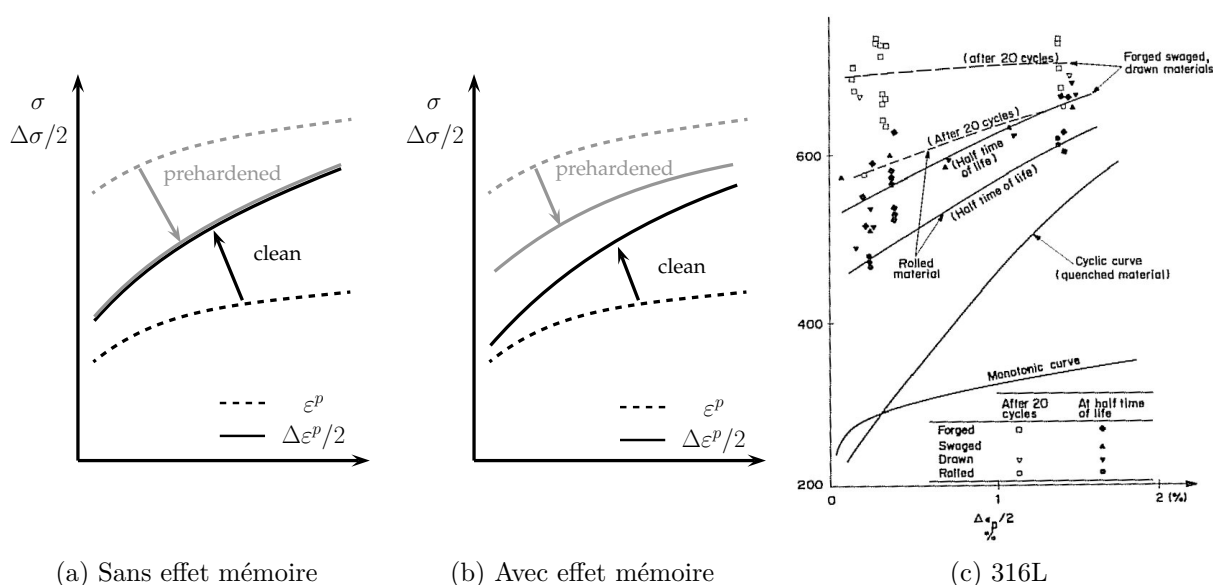 σ
Δσ/2
prehardened
clean
ε^p
Δε^p/2
(a) Sans effet mémoire
σ
Δσ/2
prehardened
clean
ε^p
Δε^p/2
(b) Avec effet mémoire
(after 20 cycles)
Forged swaged,
drawn materials
(After 20 cycles)
(Half time
of life)
(Half time of life)
Rolled
material
Cyclic curve
(quenched material)
Monotonic curve
After 20
cycles
At half time
of life
Forged
Swaged
Drawn
Rolled
600
400
200
0
1
2 (%)
Δϵp/2
%
(c) 316L